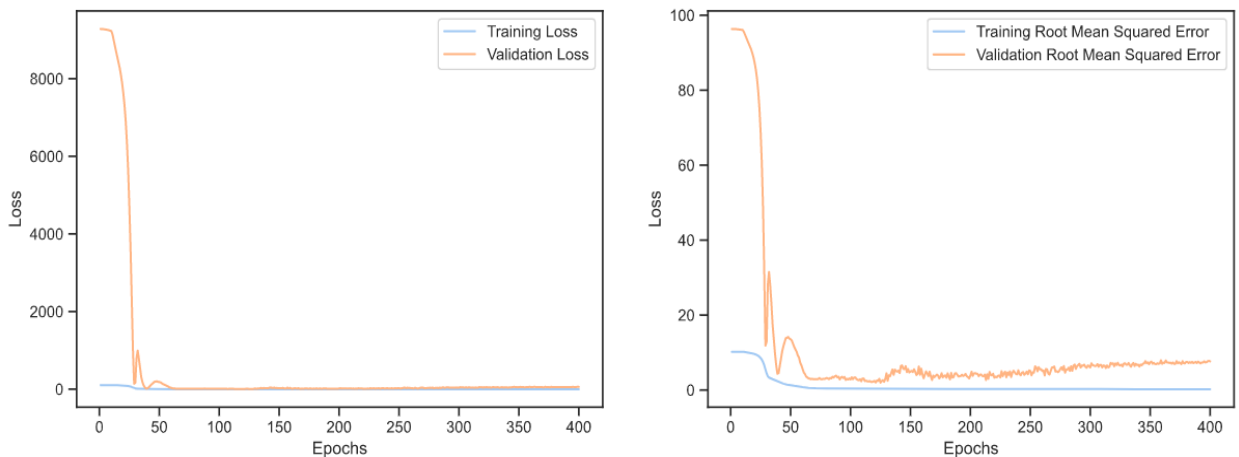 Training Loss
Validation Loss
8000
6000
4000
2000
0
Loss
0 50 100 150 200 250 300 350 400
Epochs
Training Root Mean Squared Error
Validation Root Mean Squared Error
100
80
60
40
20
0
Loss
0 50 100 150 200 250 300 350 400
Epochs